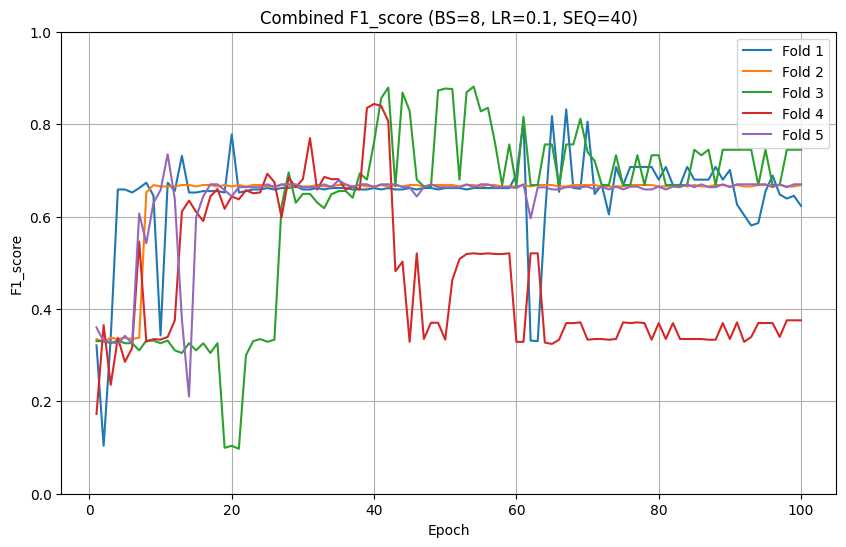 Combined F1_score (BS=8, LR=0.1, SEQ=40)
1.0
0.8
0.6
0.4
0.2
0.0
F1_score
0
20
40
60
80
100
Epoch
Fold 1
Fold 2
Fold 3
Fold 4
Fold 5